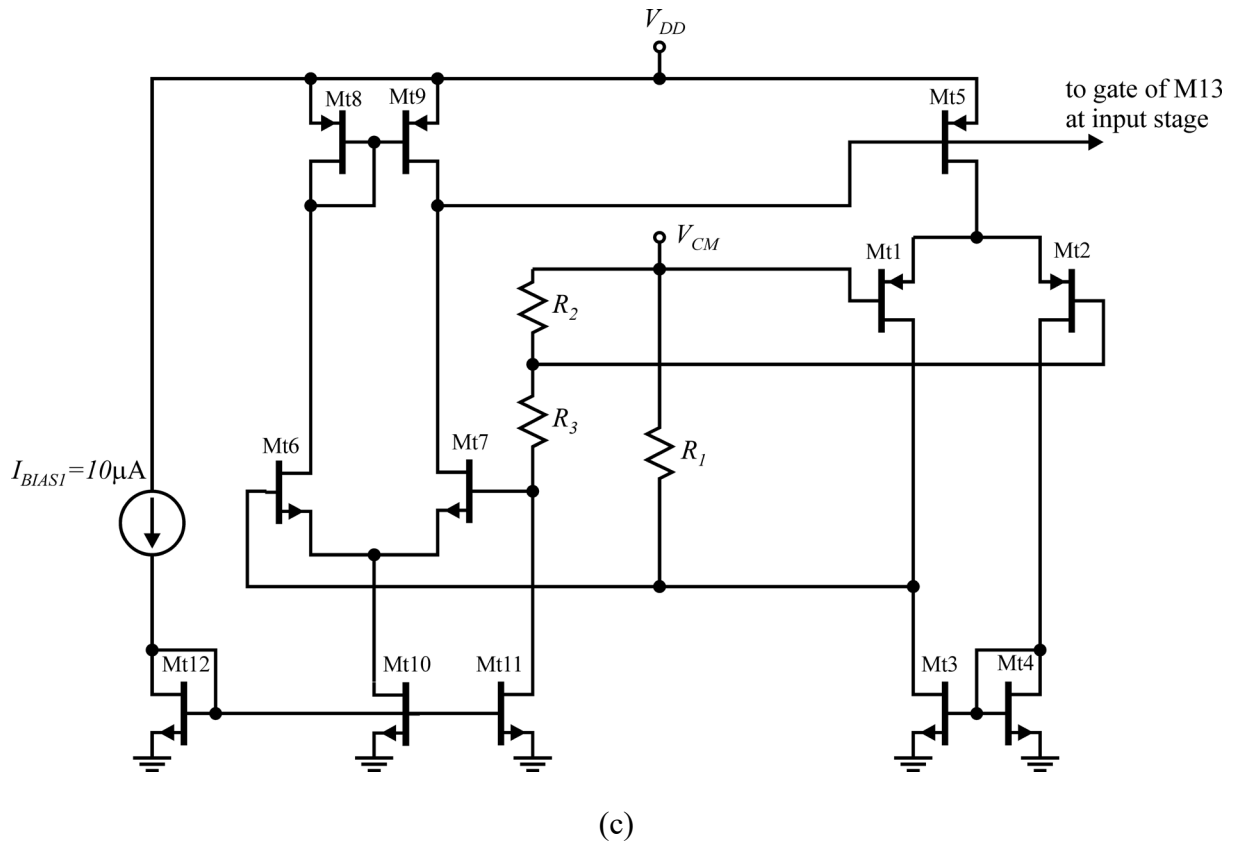 V_DD
Mt8
Mt9
Mt5
to gate of M13
at input stage
V_CM
Mt1
Mt2
R_2
R_3
Mt6
Mt7
R_1
I_BIAS1=10μA
Mt12
Mt10
Mt11
Mt3
Mt4
(c)